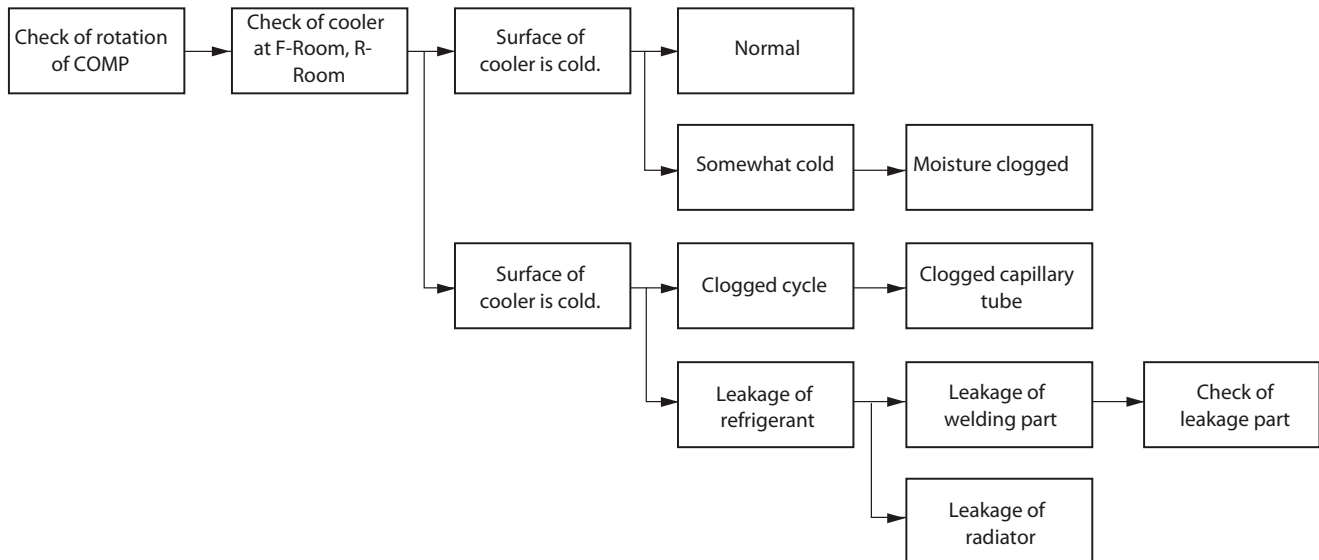 Check of rotation
of COMP
Check of cooler
at F-Room, R-
Room
Surface of
cooler is cold.
Normal
Somewhat cold
Moisture clogged
Surface of
cooler is cold.
Clogged cycle
Clogged capillary
tube
Leakage of
refrigerant
Leakage of
welding part
Check of
leakage part
Leakage of
radiator